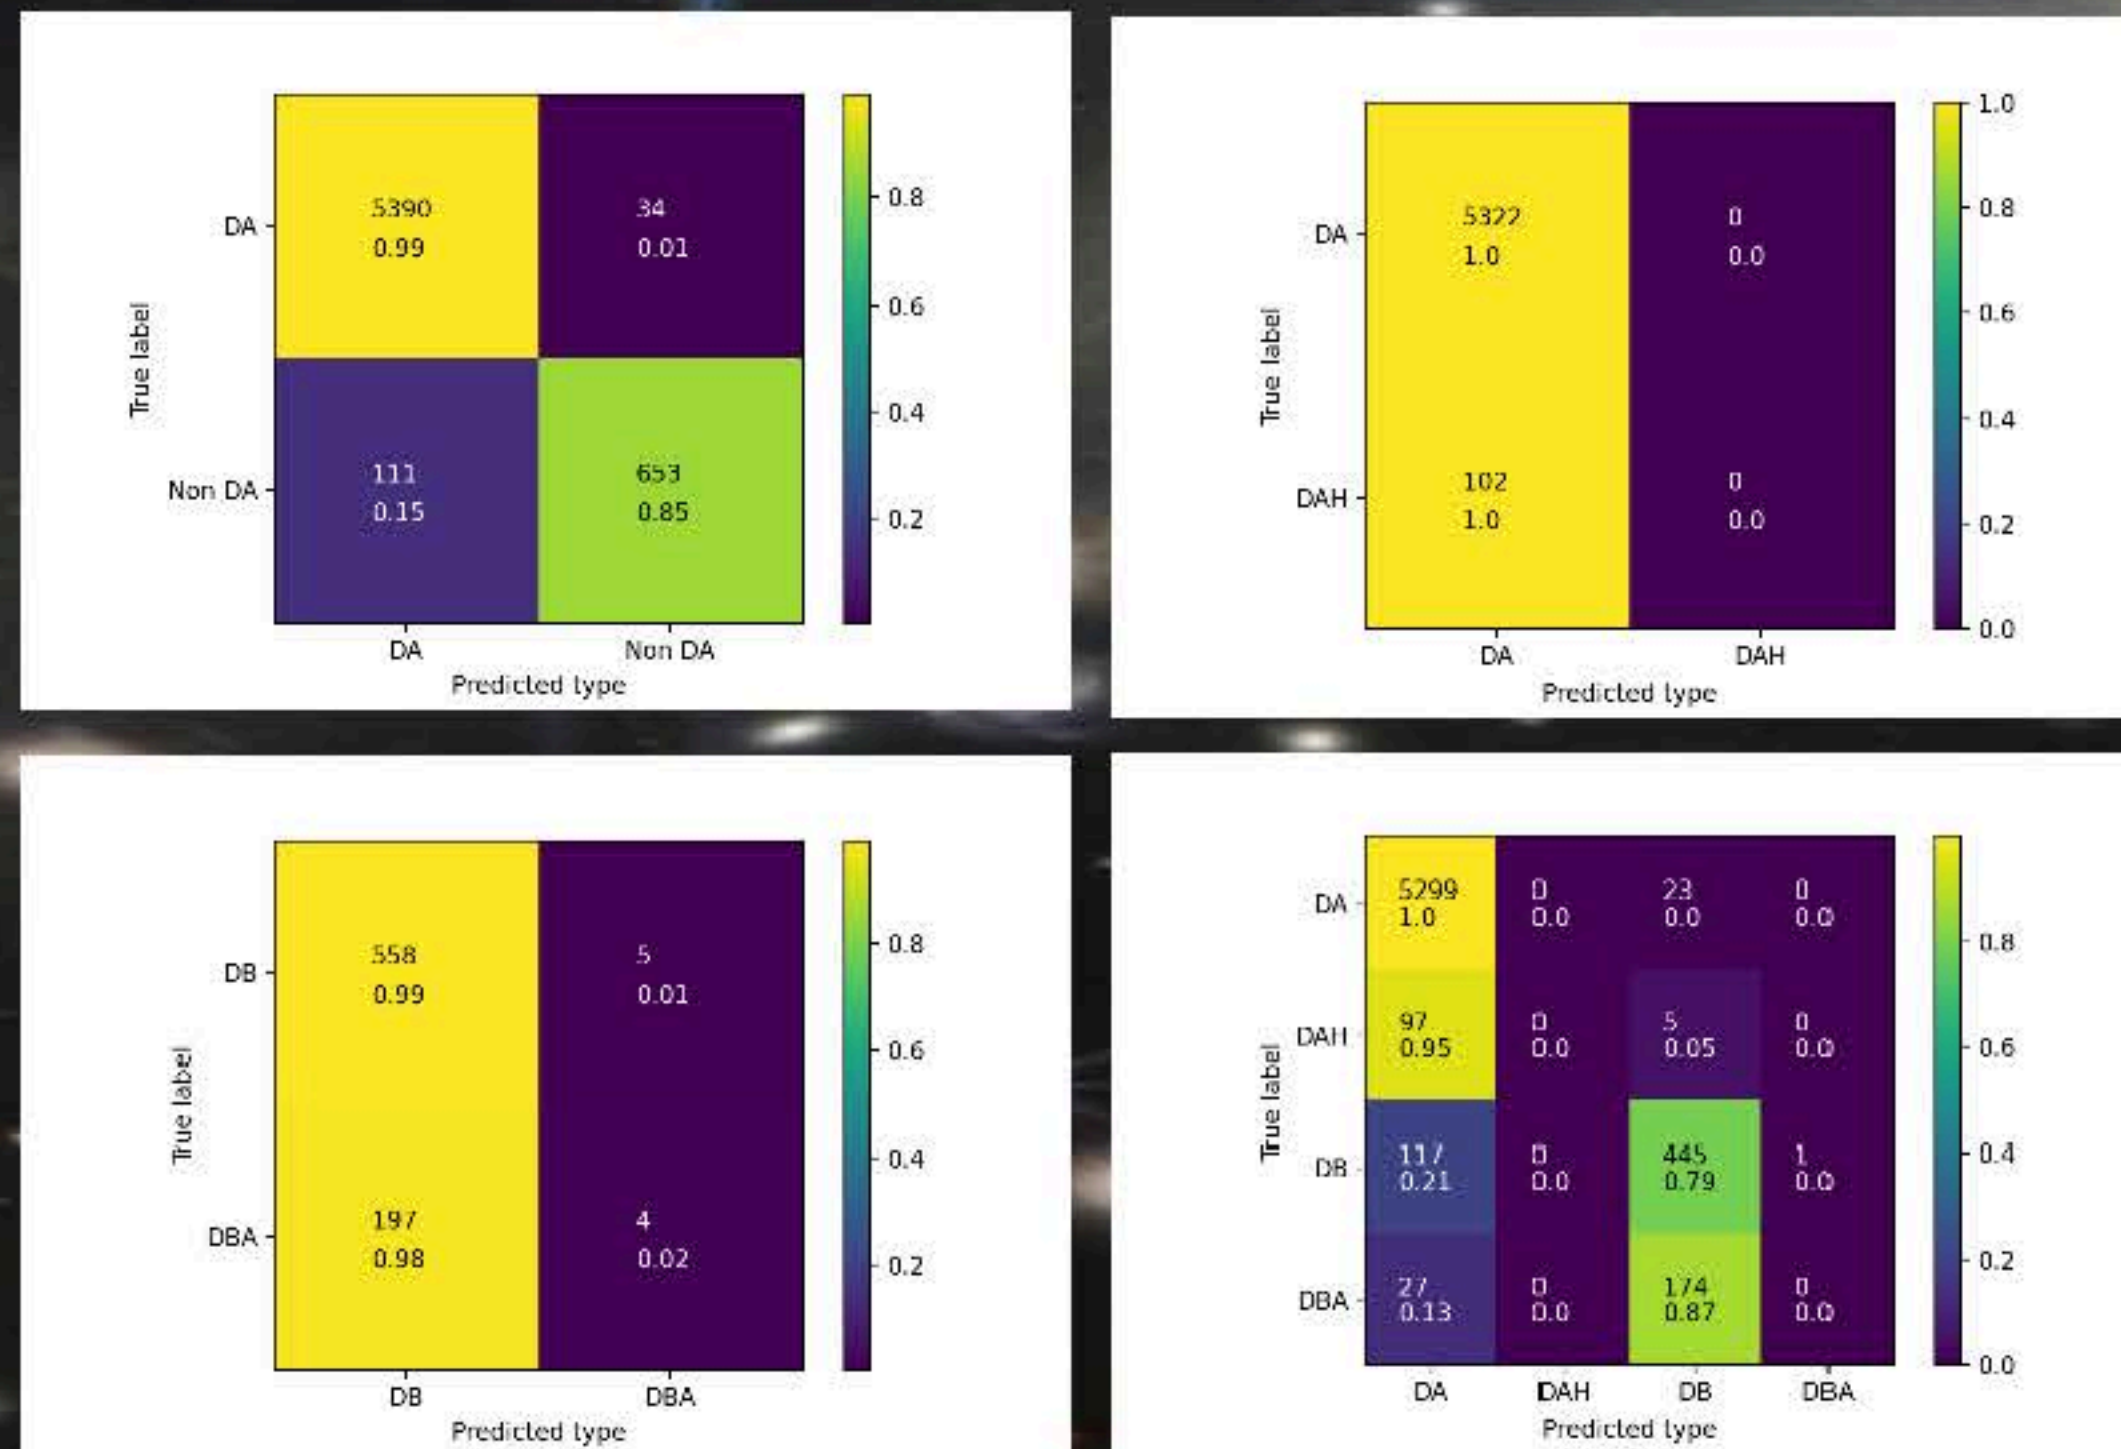 5390
0.99
34
0.01
DA
0.8
0.6
0.4
0.2
True label
111
0.15
653
0.85
Non DA
DA
Non DA
Predicted type
5322
1.0
0
0.0
DA
1.0
0.8
0.6
0.4
0.2
0.0
True label
102
1.0
0
0.0
DAH
DA
DAH
Predicted type
558
0.99
5
0.01
DB
0.8
0.6
0.4
0.2
True label
197
0.98
4
0.02
DBA
DB
DBA
Predicted type
DA
5299
1.0
0
0.0
23
0.0
0
0.0
DAH
97
0.95
0
0.0
5
0.05
0
0.0
DB
117
0.21
0
0.0
445
0.79
1
0.0
DBA
27
0.13
0
0.0
174
0.87
0
0.0
True label
0.8
0.6
0.4
0.2
0.0
DA
DAH
DB
DBA
Predicted type